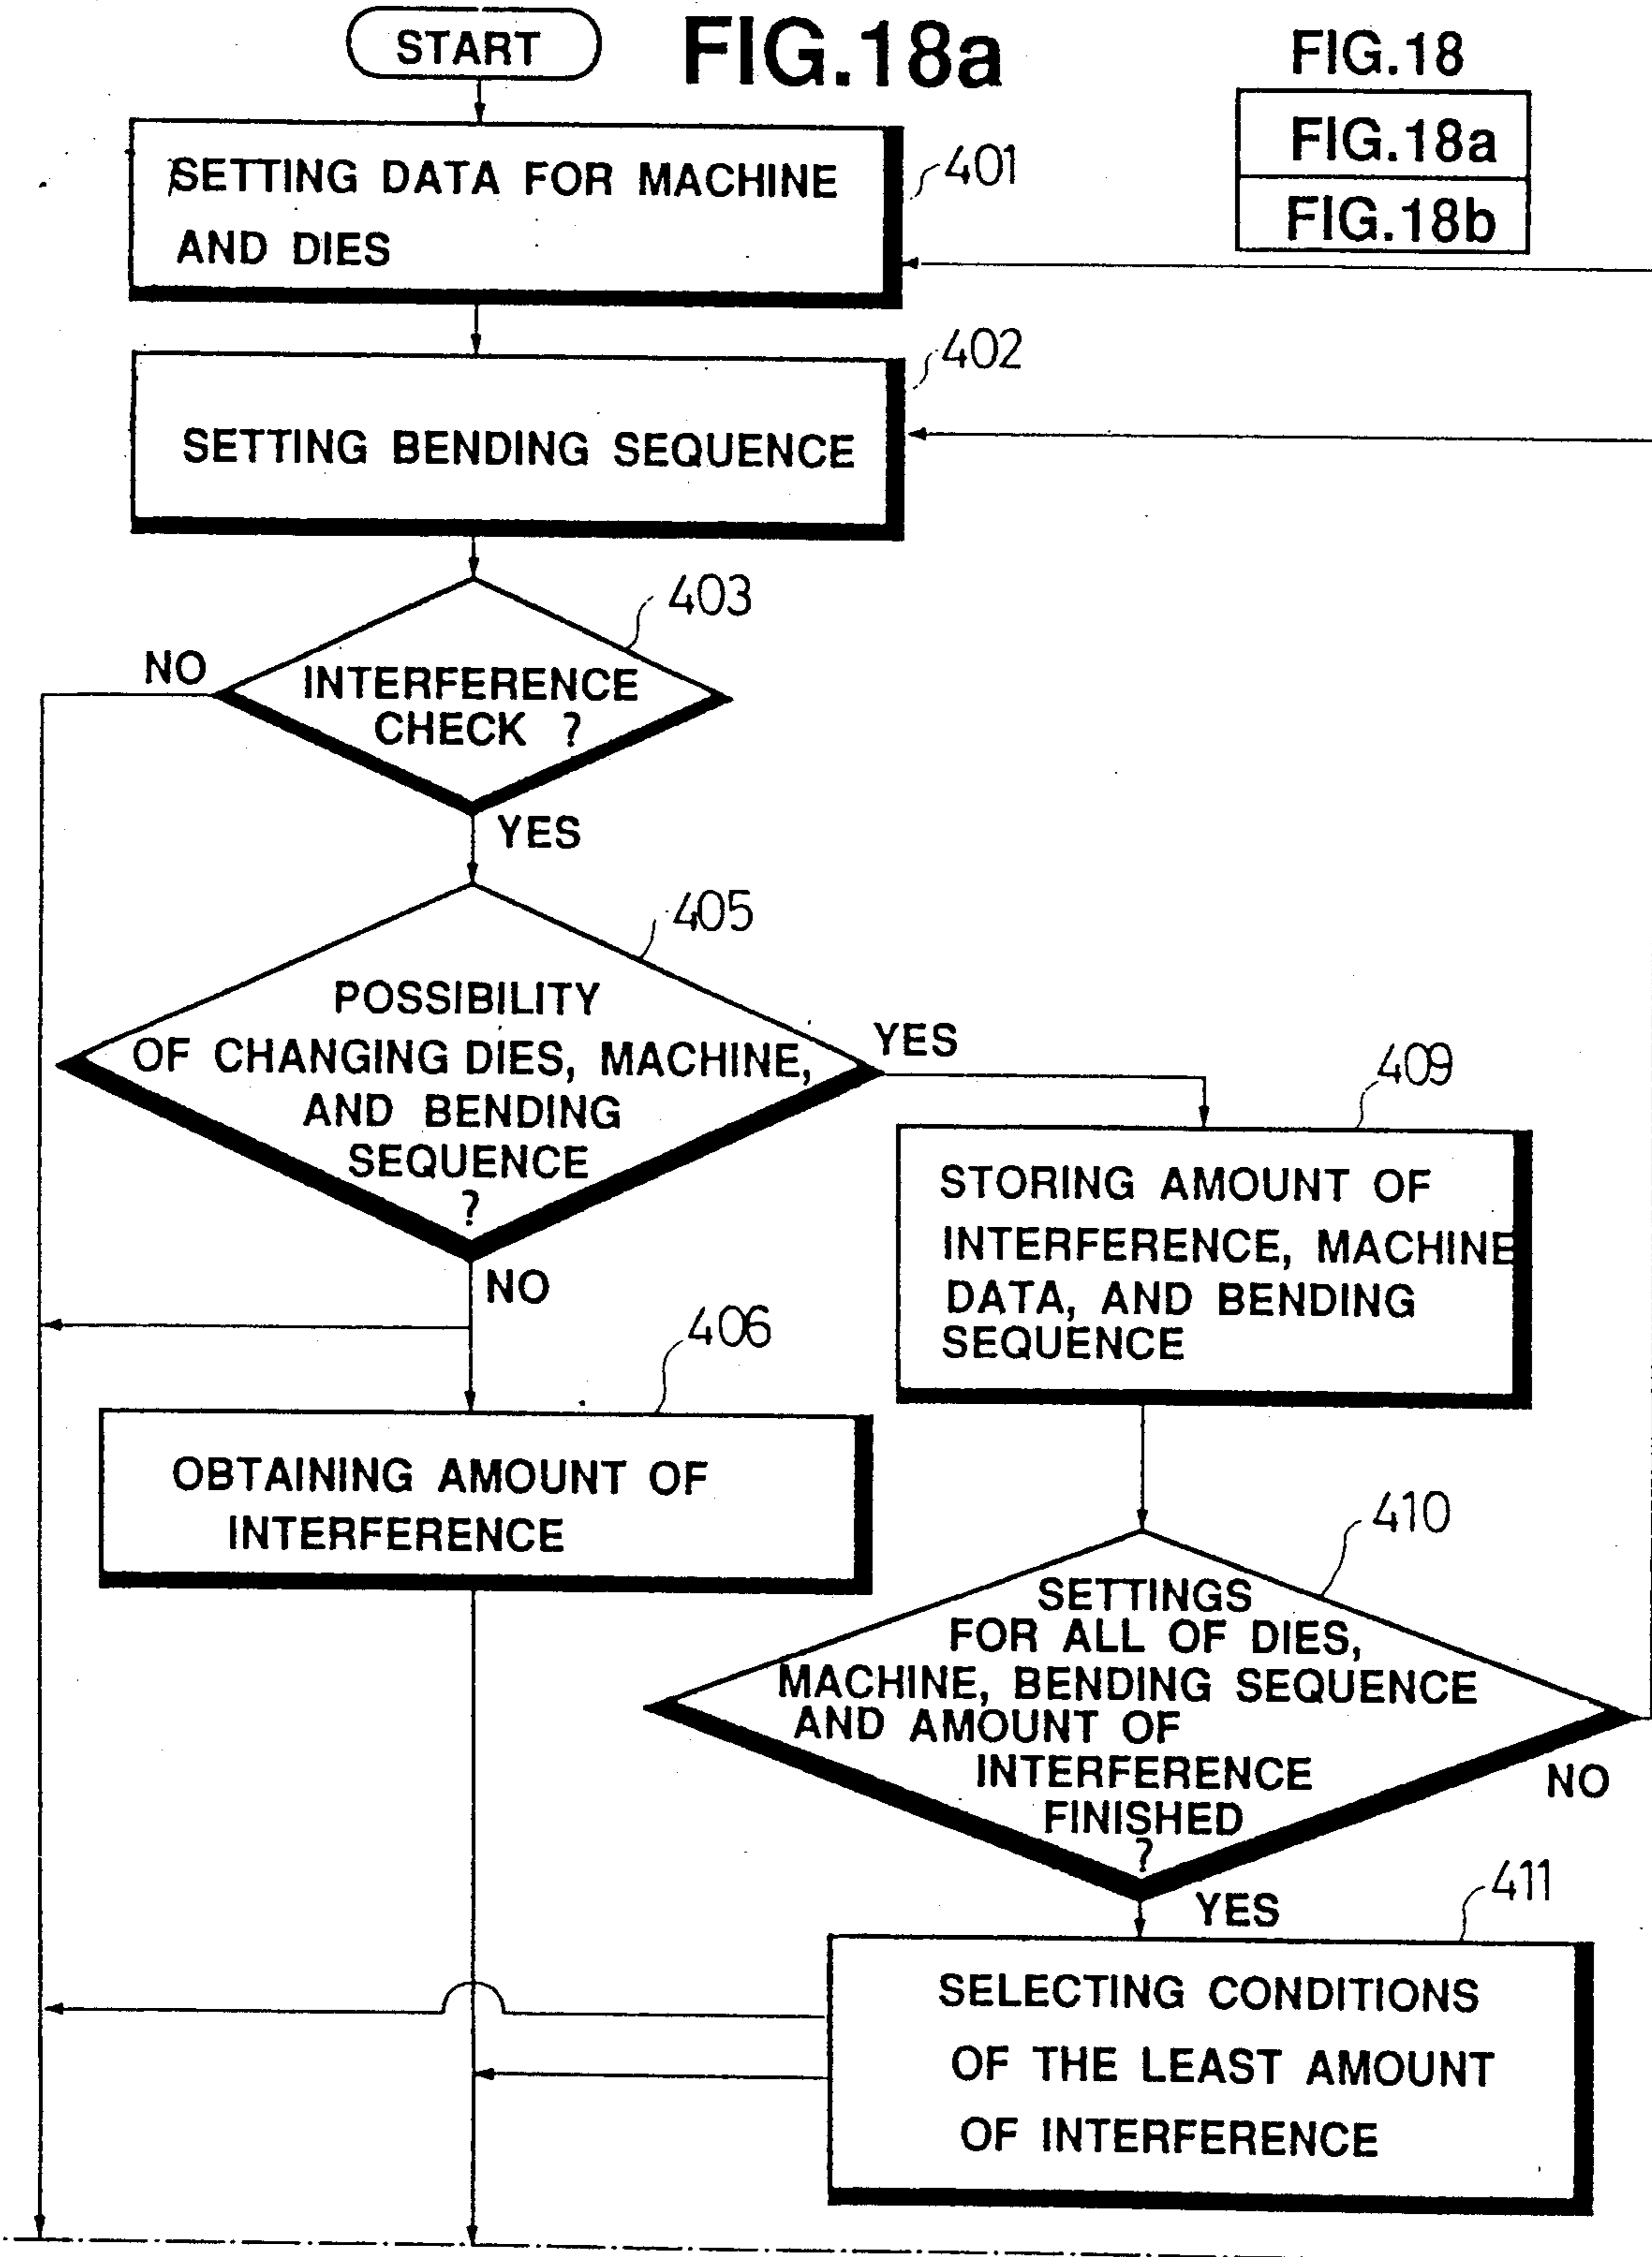 START
FIG.18a
FIG.18
FIG.18a
FIG.18b
SETTING DATA FOR MACHINE
AND DIES
401
402
SETTING BENDING SEQUENCE
403
NO
INTERFERENCE
CHECK ?
YES
405
POSSIBILITY
OF CHANGING DIES, MACHINE,
AND BENDING
SEQUENCE
?
YES
NO
409
STORING AMOUNT OF
INTERFERENCE, MACHINE
DATA, AND BENDING
SEQUENCE
406
OBTAINING AMOUNT OF
INTERFERENCE
410
SETTINGS
FOR ALL OF DIES,
MACHINE, BENDING SEQUENCE
AND AMOUNT OF
INTERFERENCE
FINISHED
?
NO
YES
411
SELECTING CONDITIONS
OF THE LEAST AMOUNT
OF INTERFERENCE